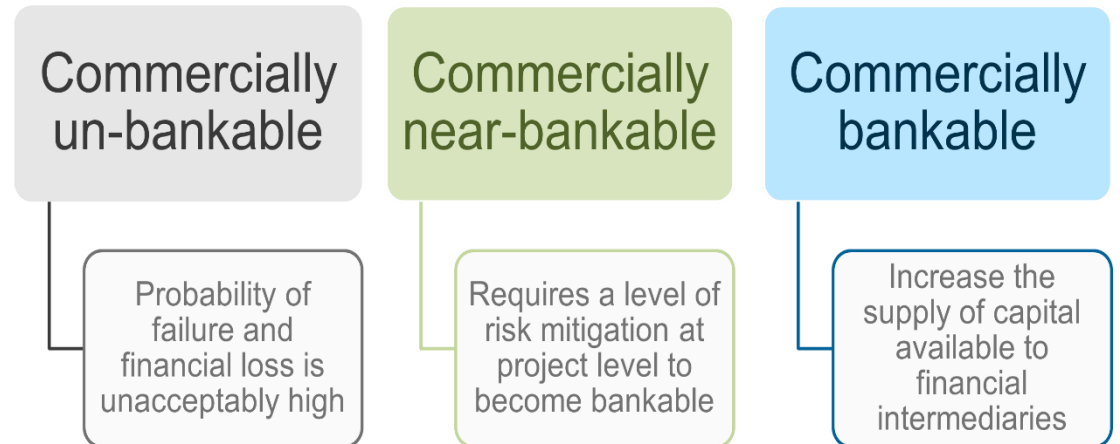 Commercially
un-bankable
Probability of
failure and
financial loss is
unacceptably high
Commercially
near-bankable
Requires a level of
risk mitigation at
project level to
become bankable
Commercially
bankable
Increase the
supply of capital
available to
financial
intermediaries